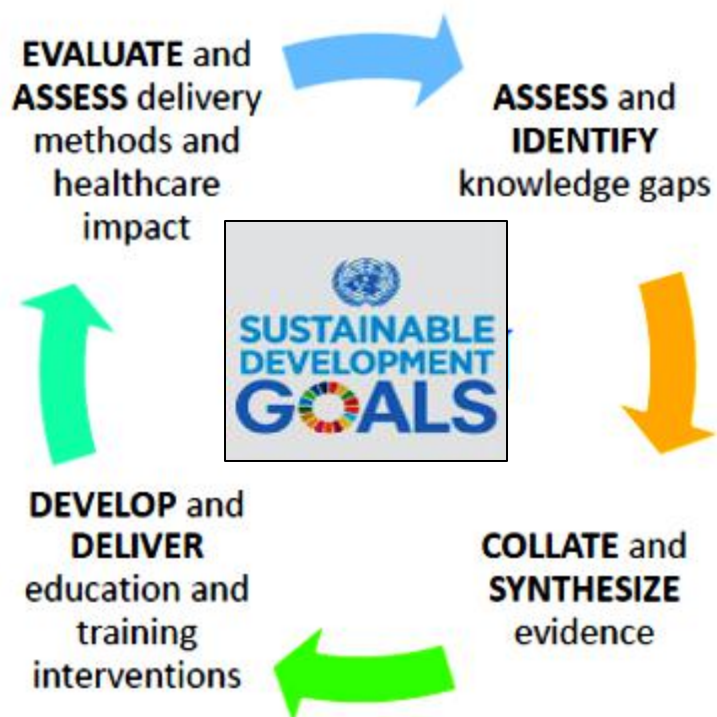 EVALUATE and
ASSESS delivery
methods and
healthcare
impact
ASSESS and
IDENTIFY
knowledge gaps
SUSTAINABLE
DEVELOPMENT
GOALS
DEVELOP and
DELIVER
education and
training
interventions
COLLATE and
SYNTHESIZE
evidence